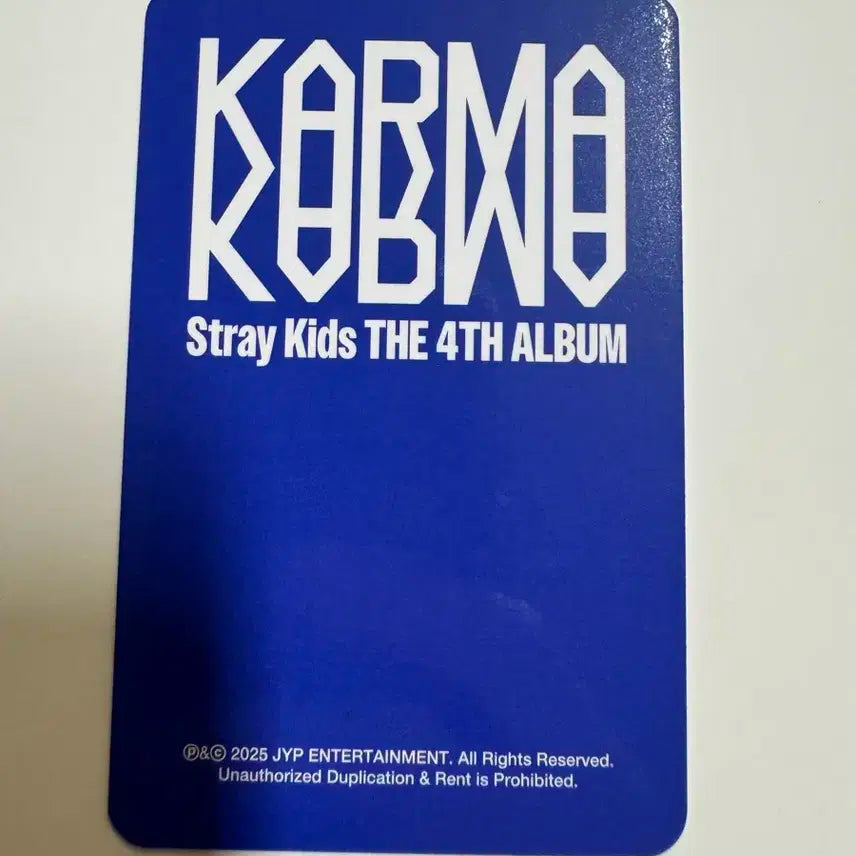 KARMA
Stray Kids THE 4TH ALBUM
℗&© 2025 JYP ENTERTAINMENT. All Rights Reserved.
Unauthorized Duplication & Rent is Prohibited.